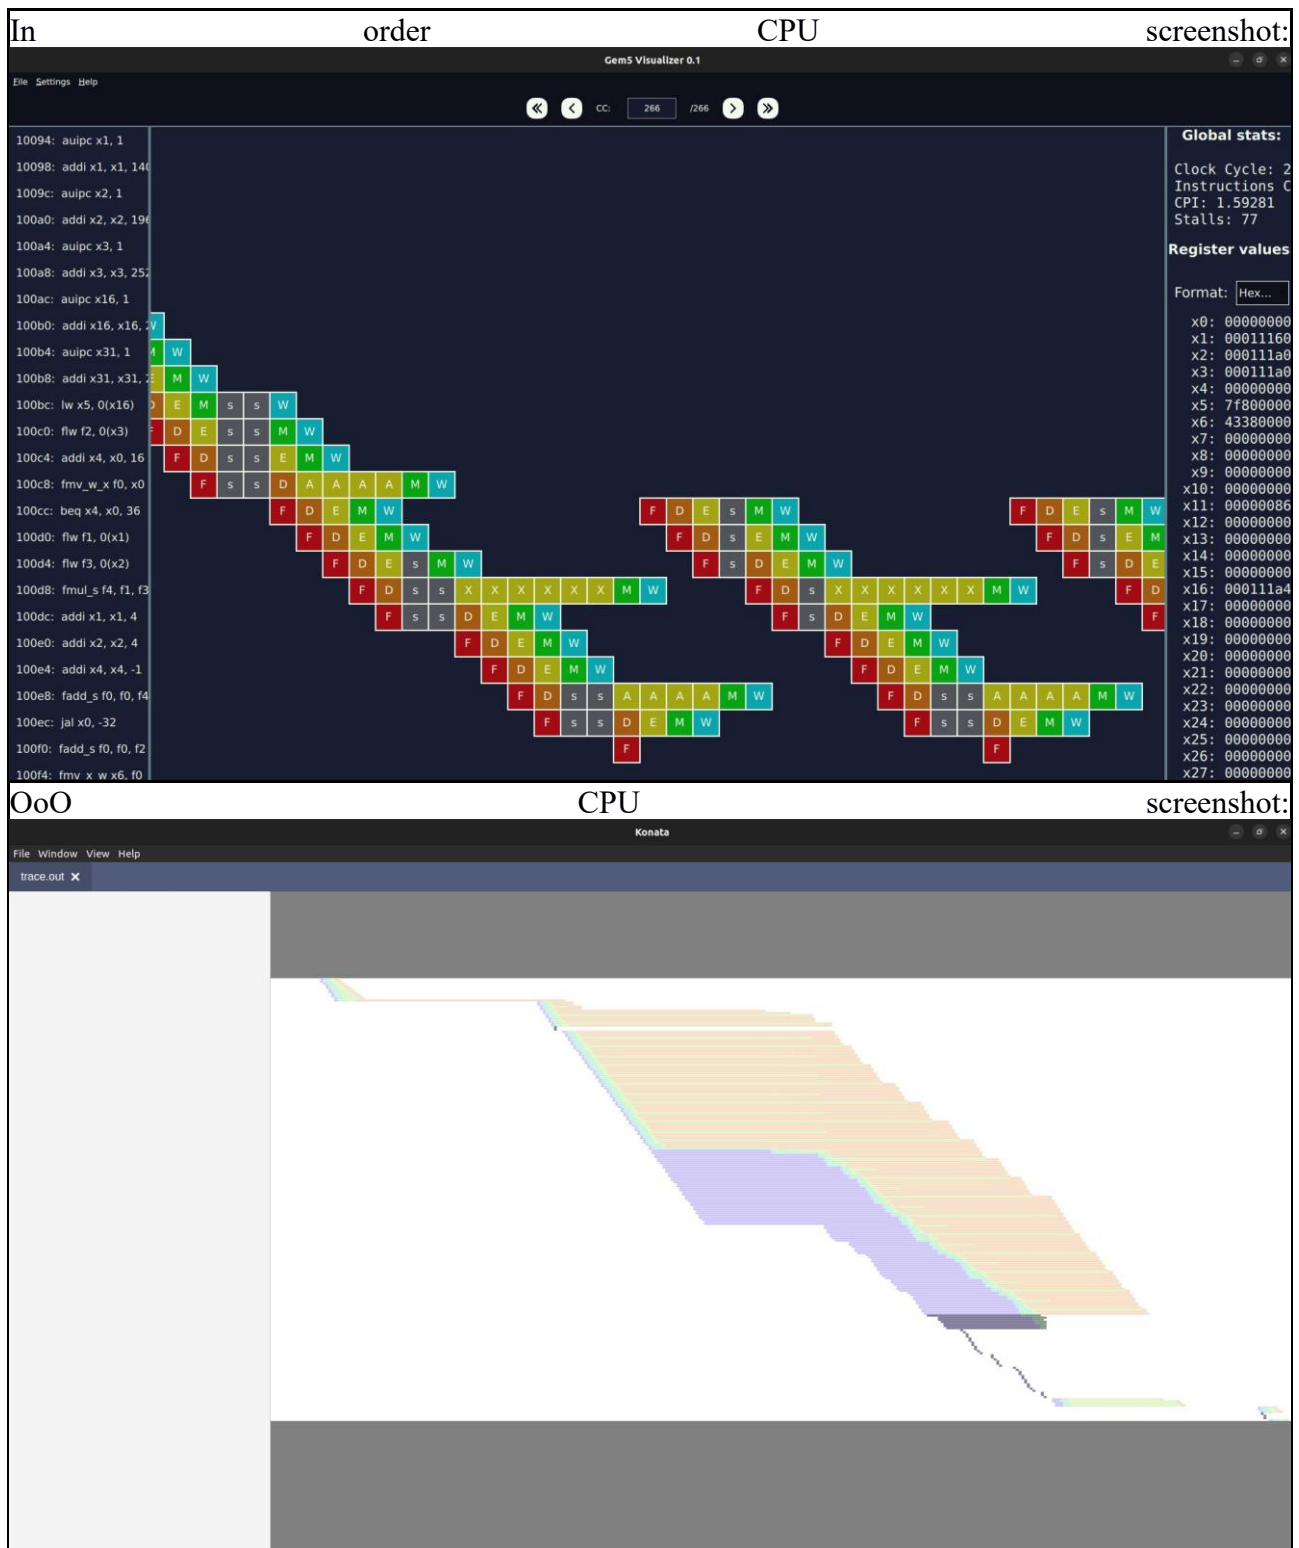 In order CPU screenshot:
Gem5 Visualizer 0.1
File Settings Help
CC: 266 /266
10094: auipc x1, 1
10098: addi x1, x1, 140
1009c: auipc x2, 1
100a0: addi x2, x2, 196
100a4: auipc x3, 1
100a8: addi x3, x3, 252
100ac: auipc x16, 1
100b0: addi x16, x16, W
100b4: auipc x31, 1 M W
100b8: addi x31, x31, E M W
100bc: lw x5, 0(x16) D E M s s W
100c0: flw f2, 0(x3) F D E s s M W
100c4: addi x4, x0, 16 F D s s E M W
100c8: fmv_w_x f0, x0 F s s D A A A A M W
100cc: beq x4, x0, 36 F D E M W F D E s M W F D E s M W
100d0: flw f1, 0(x1) F D E M W F D s E M W F D s E M
100d4: flw f3, 0(x2) F D E s M W F s D E M W F s D E
100d8: fmul_s f4, f1, f3 F D s s X X X X X X M W F D s X X X X X X M W F D
100dc: addi x1, x1, 4 F s s D E M W F s D E M W F
100e0: addi x2, x2, 4 F D E M W F D E M W
100e4: addi x4, x4, -1 F D E M W F D E M W
100e8: fadd_s f0, f0, f4 F D s s A A A A M W F D s s A A A A M W
100ec: jal x0, -32 F s s D E M W F s s D E M W
100f0: fadd_s f0, f0, f2 F F
100f4: fmv_x_w x6, f0
Global stats:
Clock Cycle: 2
Instructions C
CPI: 1.59281
Stalls: 77
Register values
Format: Hex...
x0: 00000000
x1: 00011160
x2: 000111a0
x3: 000111a0
x4: 00000000
x5: 7f800000
x6: 43380000
x7: 00000000
x8: 00000000
x9: 00000000
x10: 00000000
x11: 00000086
x12: 00000000
x13: 00000000
x14: 00000000
x15: 00000000
x16: 000111a4
x17: 00000000
x18: 00000000
x19: 00000000
x20: 00000000
x21: 00000000
x22: 00000000
x23: 00000000
x24: 00000000
x25: 00000000
x26: 00000000
x27: 00000000
OoO CPU screenshot:
Konata
File Window View Help
trace.out